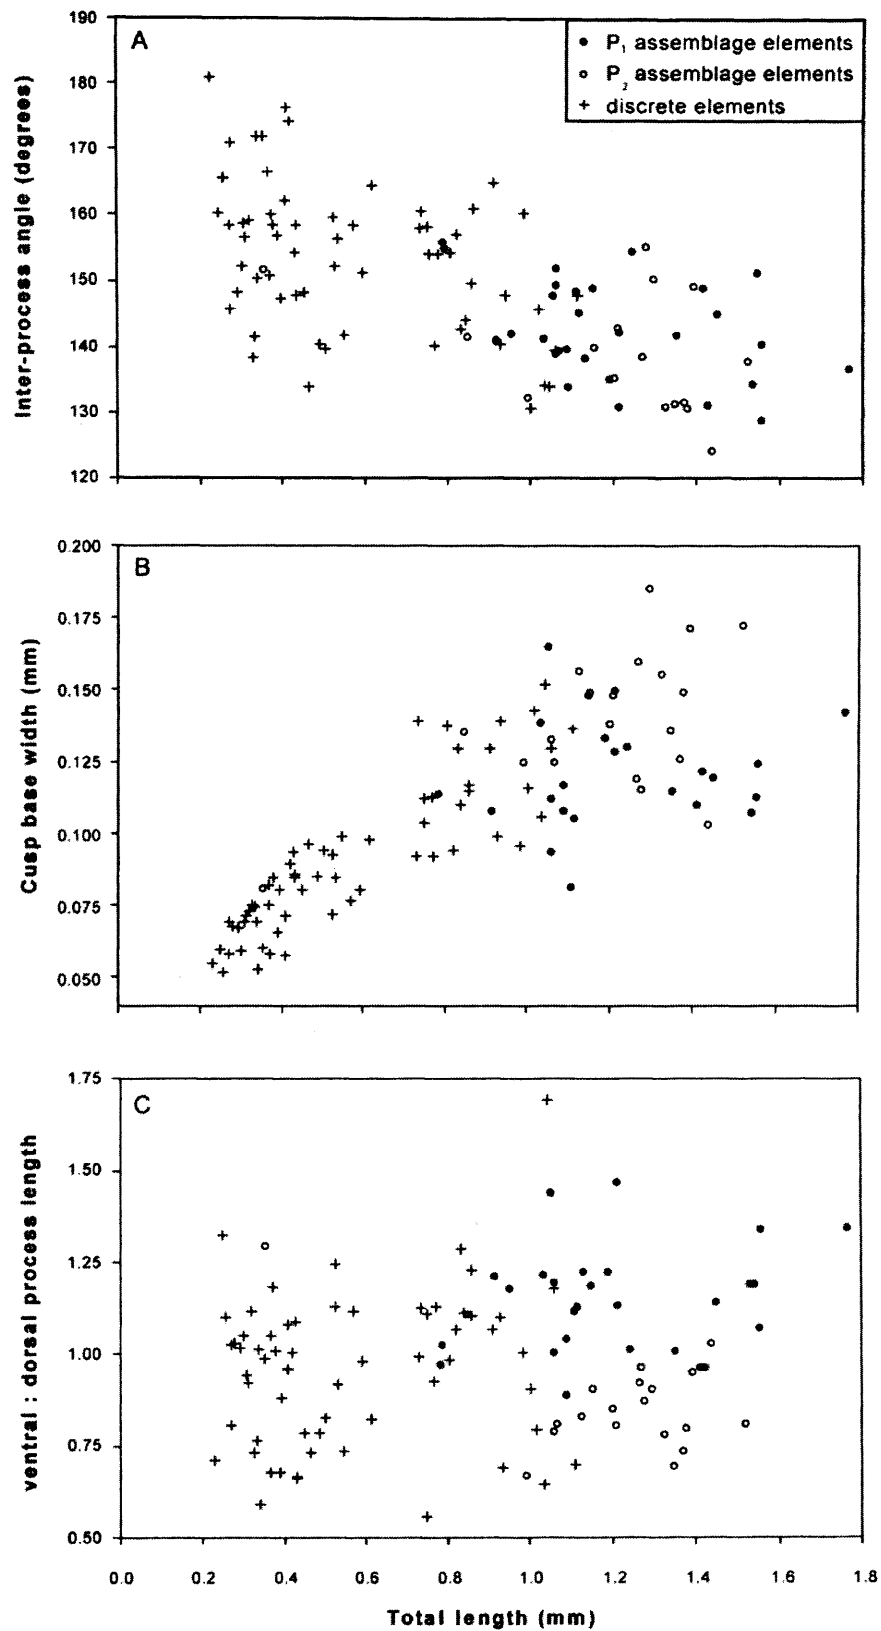 A
P₁ assemblage elements
P₂ assemblage elements
discrete elements
Inter-process angle (degrees)
190
180
170
160
150
140
130
120
B
Cusp base width (mm)
0.200
0.175
0.150
0.125
0.100
0.075
0.050
C
ventral : dorsal process length
1.75
1.50
1.25
1.00
0.75
0.50
0.0 0.2 0.4 0.6 0.8 1.0 1.2 1.4 1.6 1.8
Total length (mm)